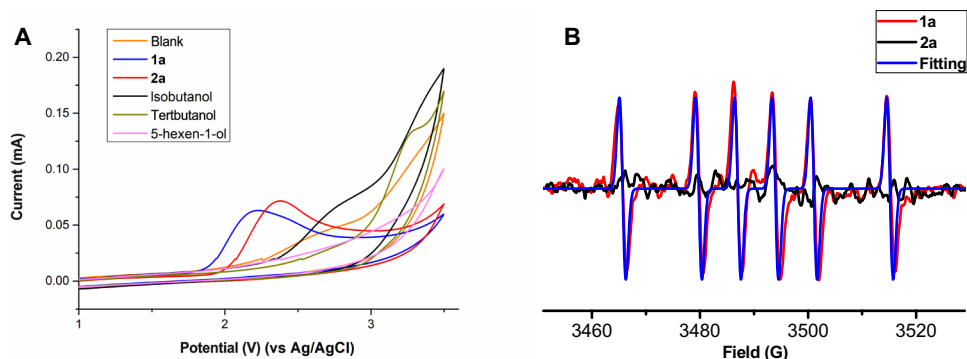 A
Blank
1a
2a
Isobutanol
Tertbutanol
5-hexen-1-ol
0.20
0.15
0.10
0.05
0.00
Current (mA)
1
2
3
Potential (V) (vs Ag/AgCl)
B
1a
2a
Fitting
3460
3480
3500
3520
Field (G)